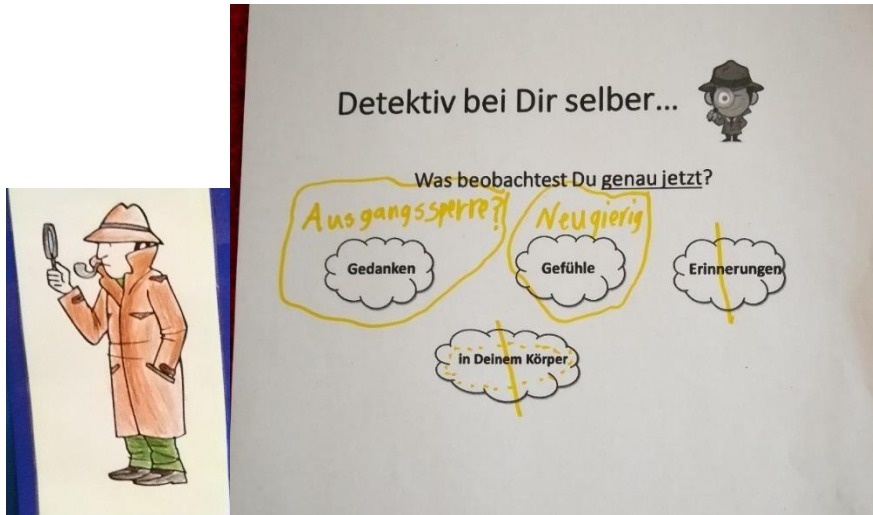 Detektiv bei Dir selber...
Was beobachtest Du genau jetzt?
Ausgangssperre?
Neugierig
Gedanken
Gefühle
Erinnerungen
in Deinem Körper